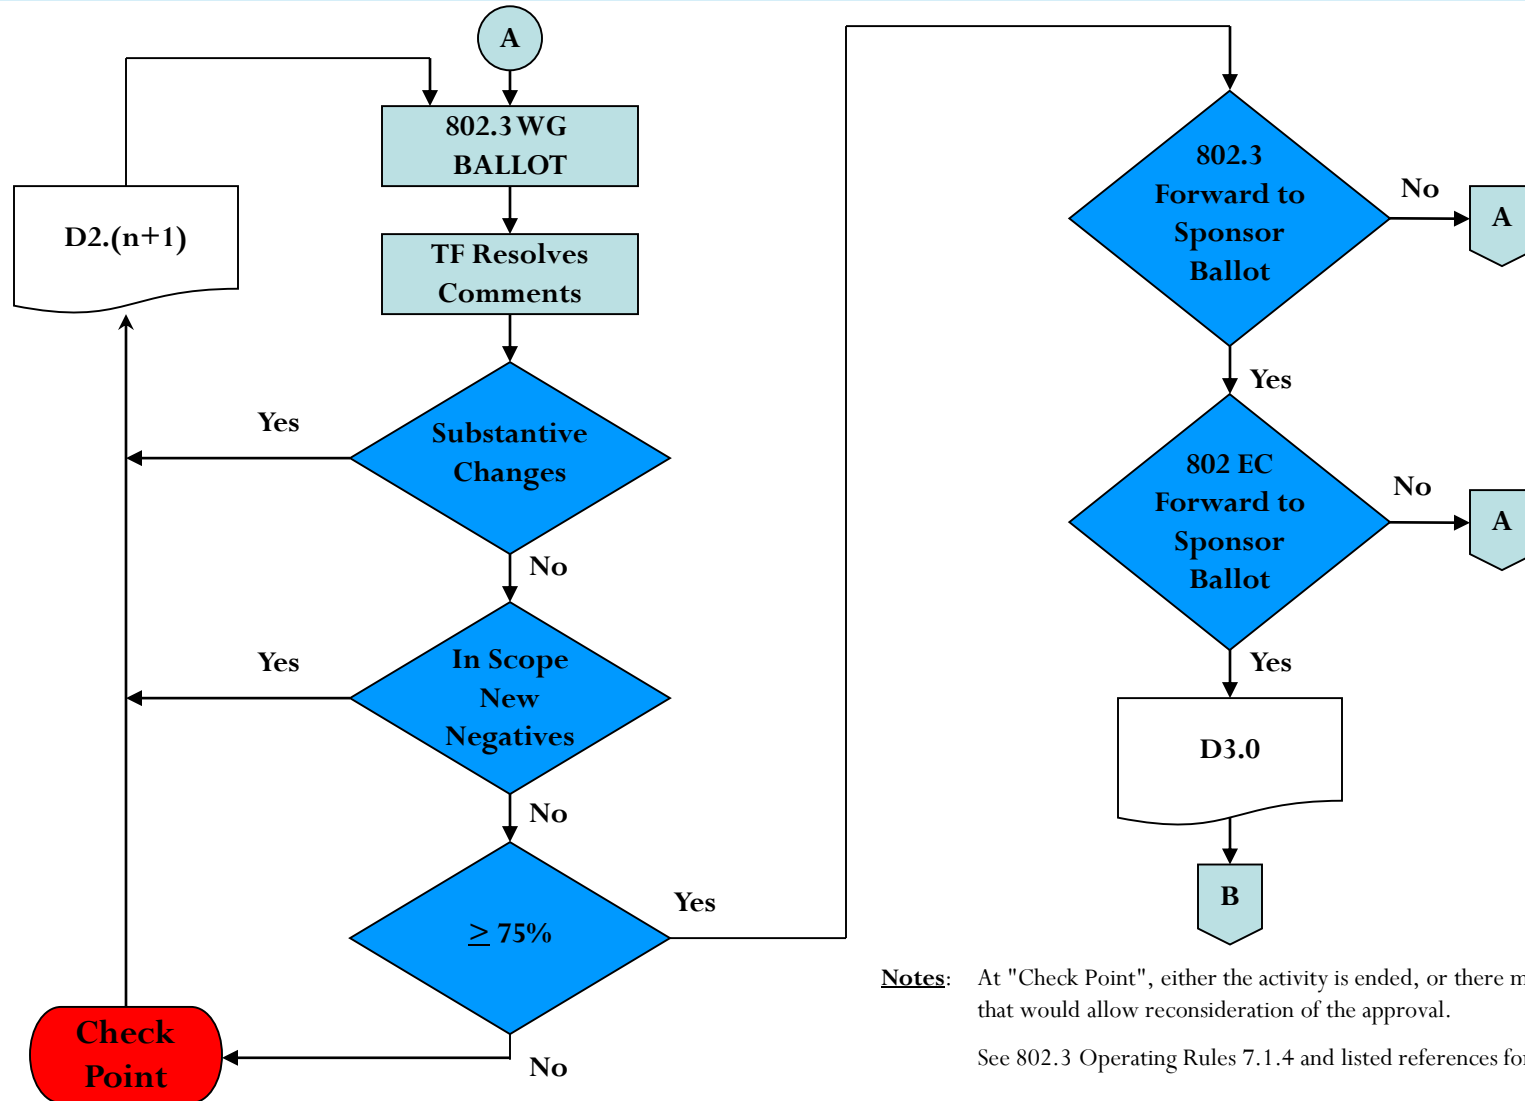 A
802.3 WG
BALLOT
D2.(n+1)
TF Resolves
Comments
Yes
Substantive
Changes
No
Yes
In Scope
New
Negatives
No
≥ 75%
Yes
No
Check
Point
802.3
Forward to
Sponsor
Ballot
No
A
Yes
802 EC
Forward to
Sponsor
Ballot
No
A
Yes
D3.0
B
Notes: At "Check Point", either the activity is ended, or there
that would allow reconsideration of the approval.
See 802.3 Operating Rules 7.1.4 and listed references for